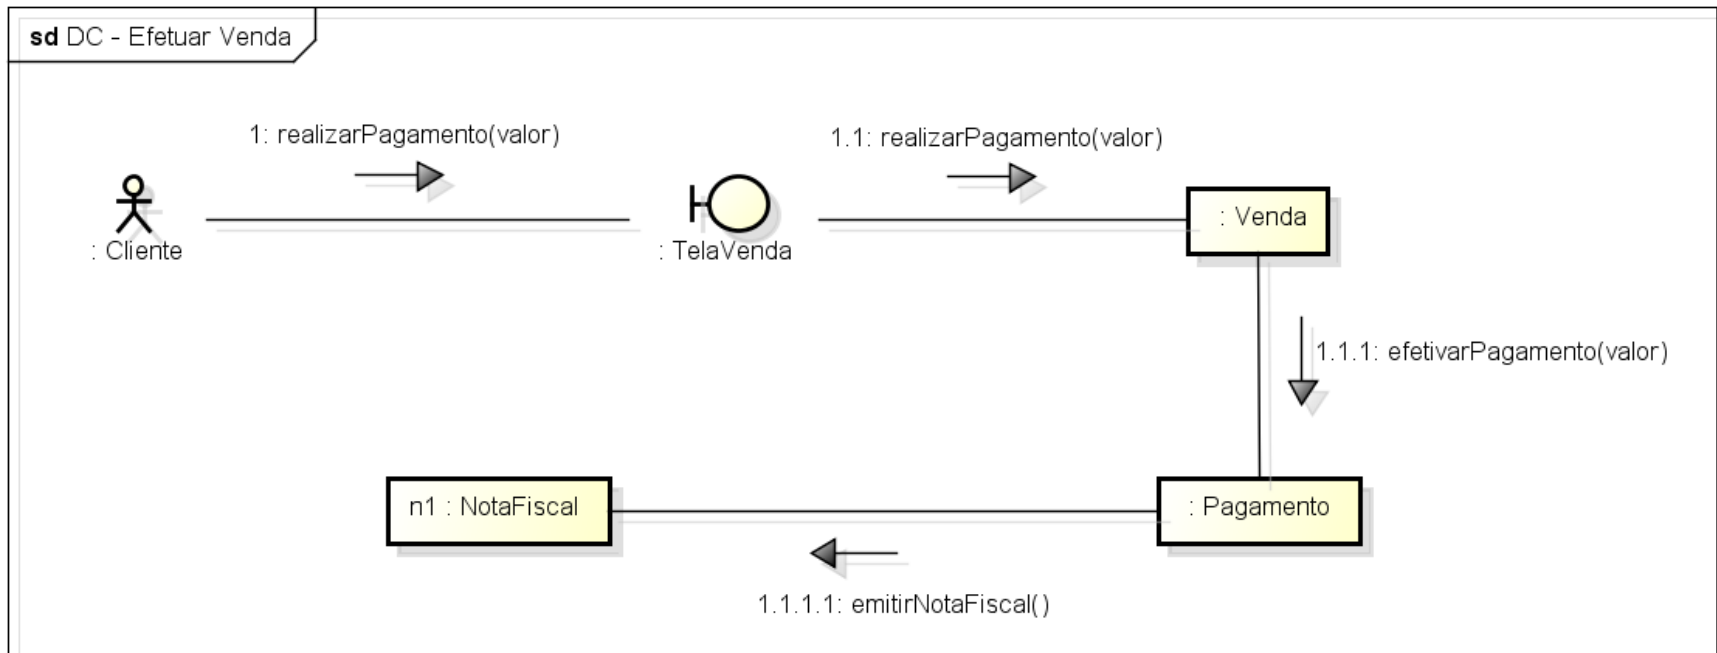 sd DC - Efetuar Venda
1: realizarPagamento(valor)
1.1: realizarPagamento(valor)
: Cliente
: TelaVenda
: Venda
1.1.1: efetivarPagamento(valor)
n1 : NotaFiscal
: Pagamento
1.1.1.1: emitirNotaFiscal()